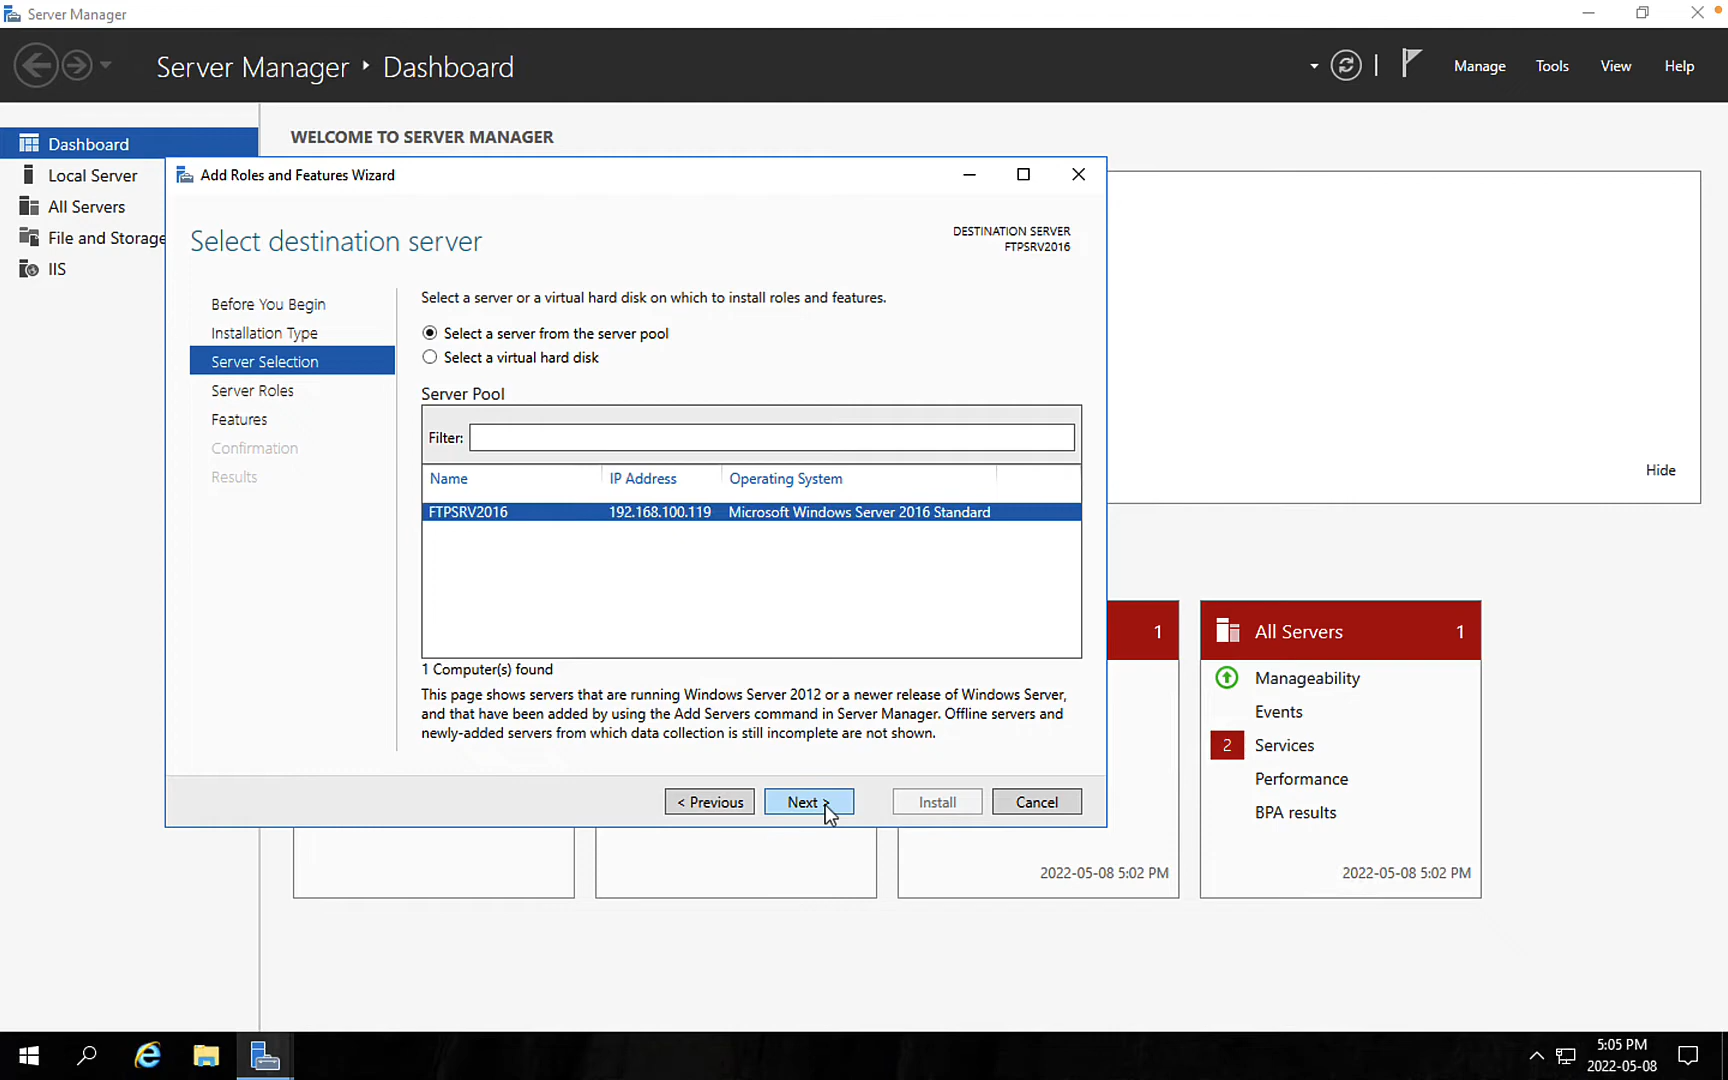 Server Manager
Server Manager ‣ Dashboard
Manage
Tools
View
Help
Dashboard
Local Server
All Servers
File and Storage
IIS
WELCOME TO SERVER MANAGER
Add Roles and Features Wizard
Select destination server
DESTINATION SERVER
FTPSRV2016
Before You Begin
Installation Type
Server Selection
Server Roles
Features
Confirmation
Results
Select a server or a virtual hard disk on which to install roles and features.
Select a server from the server pool
Select a virtual hard disk
Server Pool
Filter:
Name IP Address Operating System
FTPSRV2016 192.168.100.119 Microsoft Windows Server 2016 Standard
1 Computer(s) found
This page shows servers that are running Windows Server 2012 or a newer release of Windows Server,
and that have been added by using the Add Servers command in Server Manager. Offline servers and
newly-added servers from which data collection is still incomplete are not shown.
< Previous
Next >
Install
Cancel
Hide
1
2022-05-08 5:02 PM
All Servers 1
Manageability
Events
2 Services
Performance
BPA results
2022-05-08 5:02 PM
5:05 PM
2022-05-08